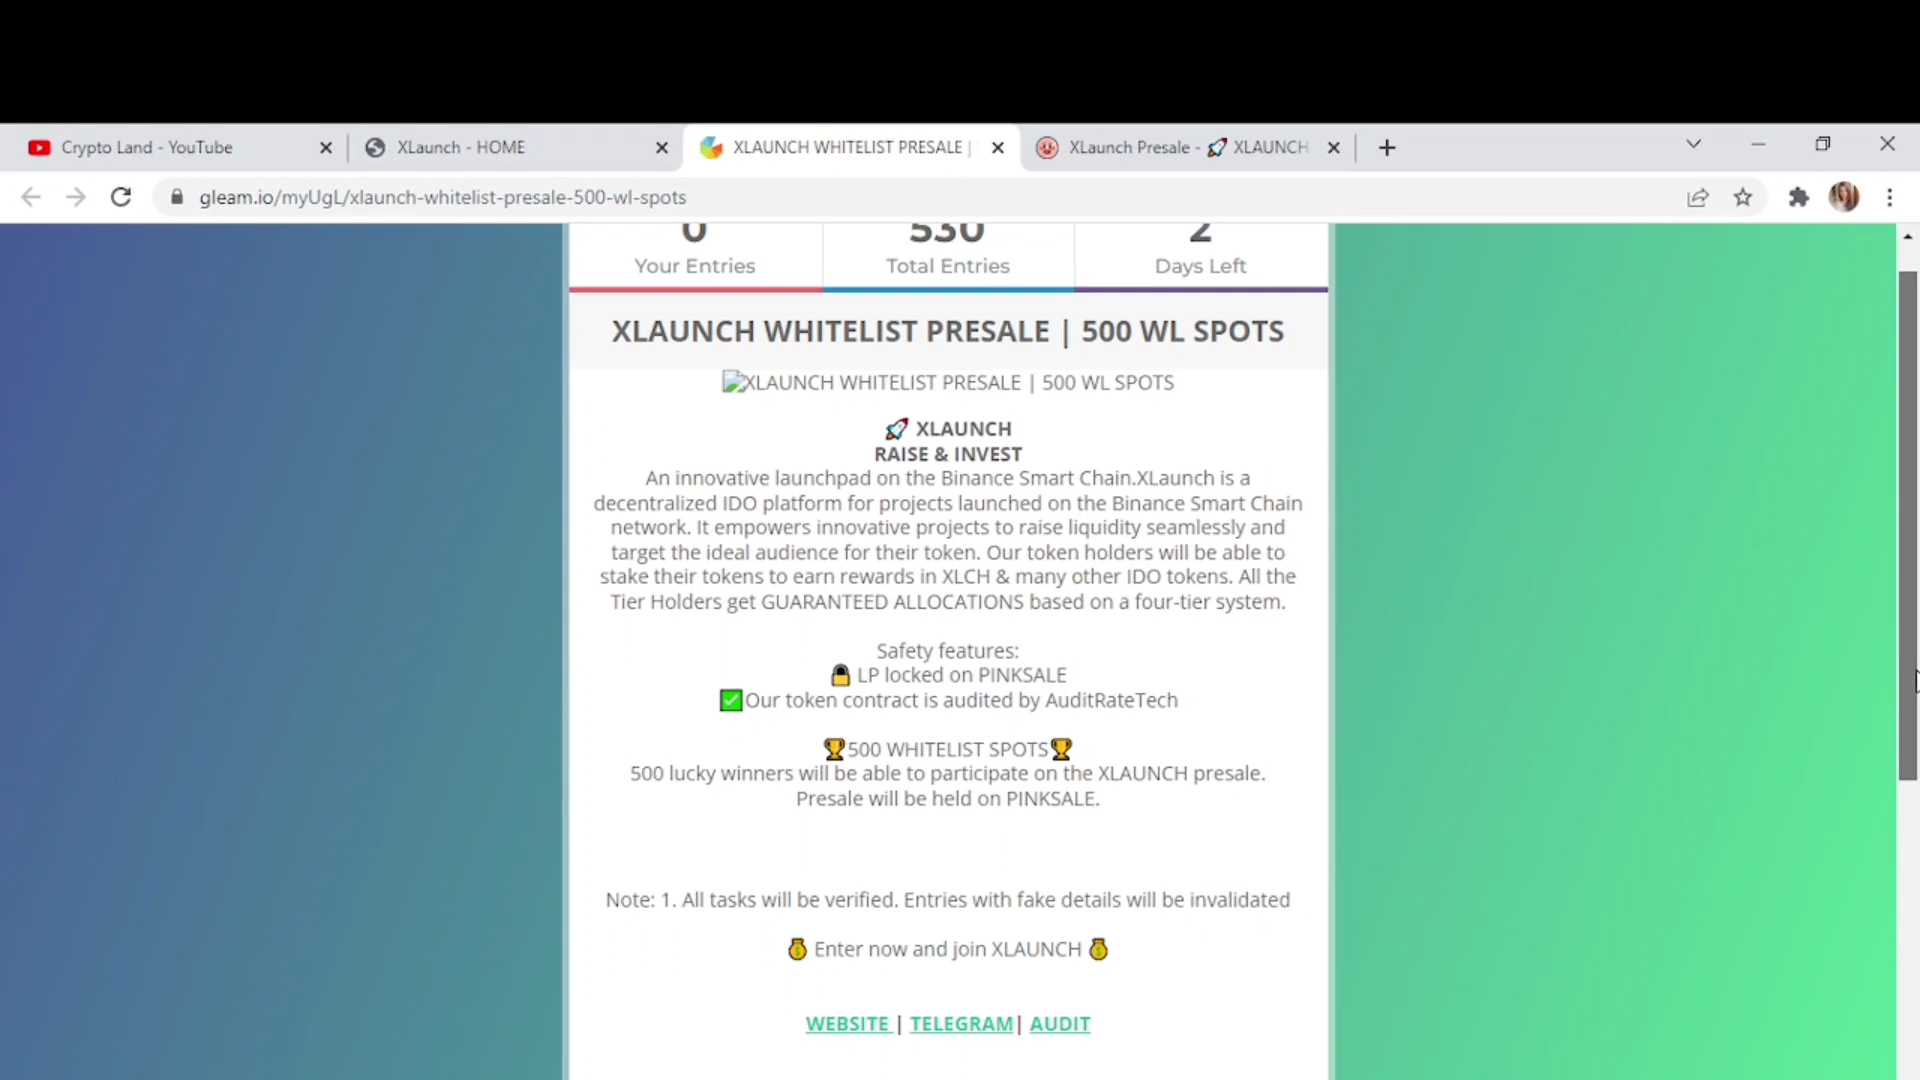 Crypto Land - YouTube
XLaunch - HOME
XLAUNCH WHITELIST PRESALE |
XLaunch Presale - 🚀 XLAUNCH
gleam.io/myUgL/xlaunch-whitelist-presale-500-wl-spots
0
530
2
Your Entries
Total Entries
Days Left
XLAUNCH WHITELIST PRESALE | 500 WL SPOTS
XLAUNCH WHITELIST PRESALE | 500 WL SPOTS
🚀 XLAUNCH
RAISE & INVEST
An innovative launchpad on the Binance Smart Chain.XLaunch is a
decentralized IDO platform for projects launched on the Binance Smart Chain
network. It empowers innovative projects to raise liquidity seamlessly and
target the ideal audience for their token. Our token holders will be able to
stake their tokens to earn rewards in XLCH & many other IDO tokens. All the
Tier Holders get GUARANTEED ALLOCATIONS based on a four-tier system.
Safety features:
🔒 LP locked on PINKSALE
✅Our token contract is audited by AuditRateTech
🏆500 WHITELIST SPOTS🏆
500 lucky winners will be able to participate on the XLAUNCH presale.
Presale will be held on PINKSALE.
Note: 1. All tasks will be verified. Entries with fake details will be invalidated
💰 Enter now and join XLAUNCH 💰
WEBSITE | TELEGRAM| AUDIT